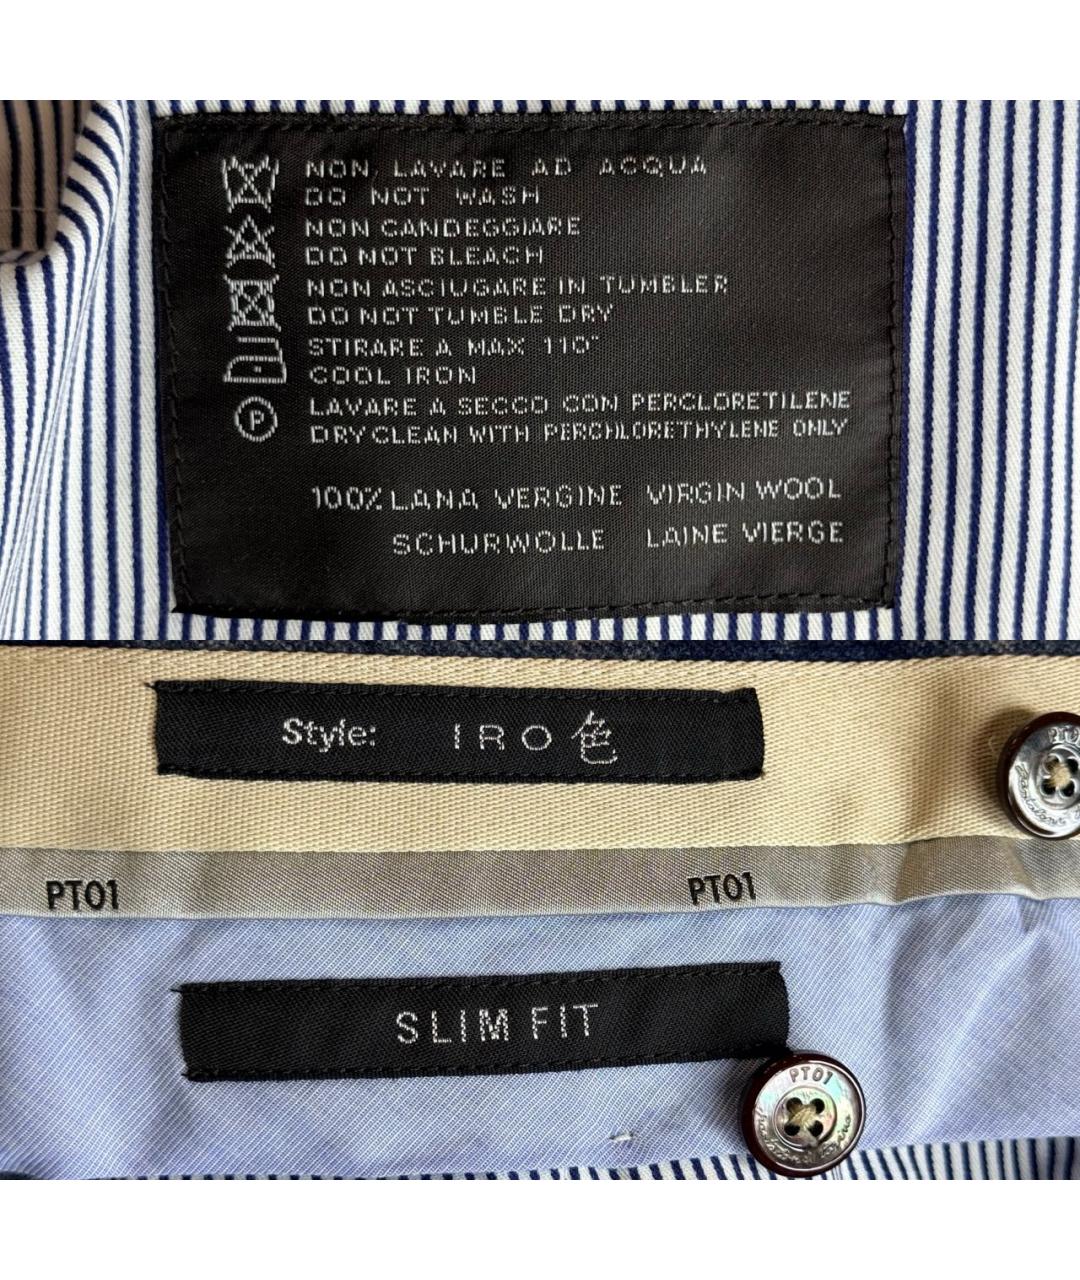 NON LAVARE AD ACQUA
DO NOT WASH
NON CANDEGGIARE
DO NOT BLEACH
NON ASCIUGARE IN TUMBLER
DO NOT TUMBLE DRY
STIRARE A MAX 110°
COOL IRON
P
LAVARE A SECCO CON PERCLORETILENE
DRYCLEAN WITH PERCHLORETHYLENE ONLY
100% LANA VERGINE VIRGIN WOOL
SCHURWOLLE LAINE VIERGE
Style: IRO 色
PT01
PT01 PT01
SLIM FIT
PT01